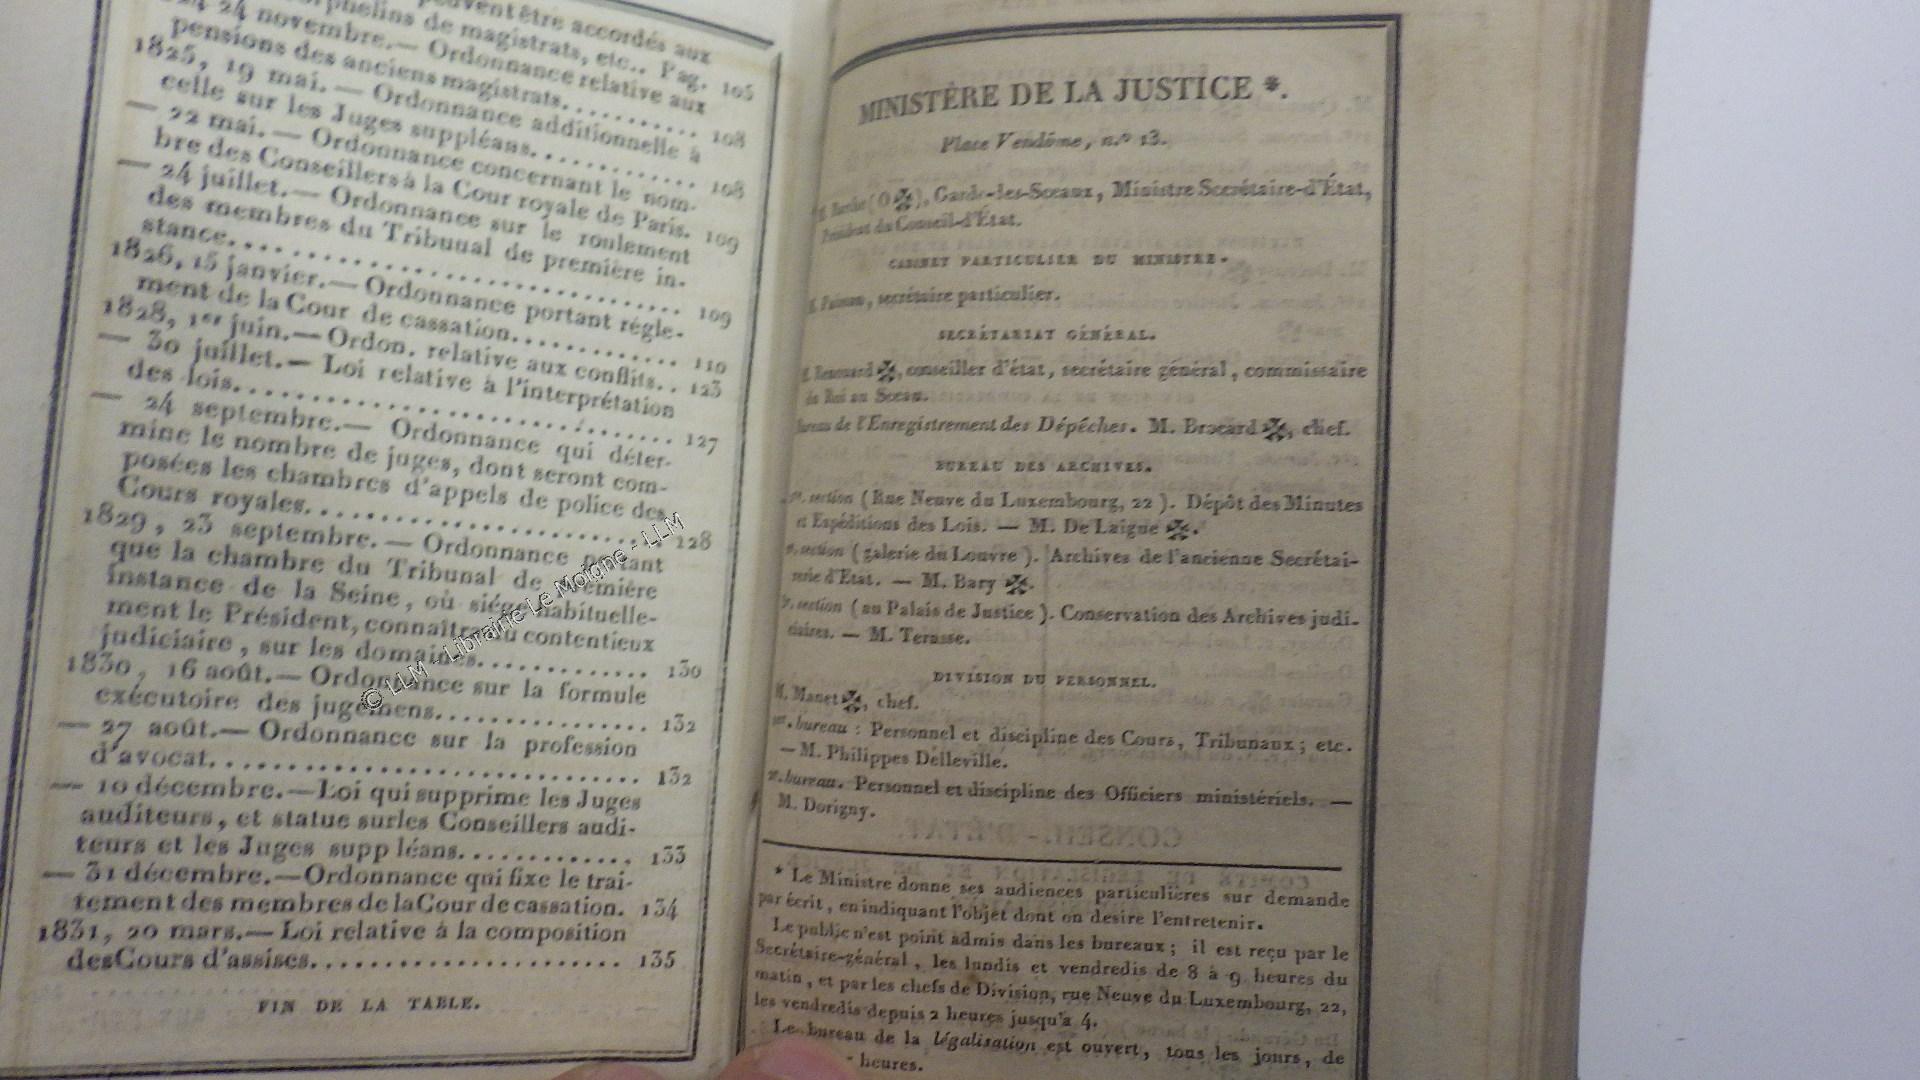 peuvent être accordés aux
orphelins de magistrats, etc.. Pag. 105
24 novembre.— Ordonnance relative aux
pensions des anciens magistrats.......... 108
1825, 19 mai. — Ordonnance additionnelle à
celle sur les Juges suppléans............ 108
— 22 mai. — Ordonnance concernant le nom-
bre des Conseillers à la Cour royale de Paris. 109
— 24 juillet.— Ordonnance sur le roulement
des membres du Tribunal de première in-
stance.............................. 109
1826, 15 janvier.— Ordonnance portant régle-
ment de la Cour de cassation............. 110
1828, 1er juin.— Ordon. relative aux conflits.. 123
— 30 juillet.— Loi relative à l'interprétation
des lois.............................. 127
— 24 septembre.— Ordonnance qui déter-
mine le nombre de juges, dont seront com-
posées les chambres d'appels de police des
Cours royales......................... 128
1829, 23 septembre. — Ordonnance portant
que la chambre du Tribunal de première
instance de la Seine, où siége habituelle-
ment le Président, connaîtra du contentieux
judiciaire, sur les domaines............. 130
1830, 16 août.— Ordonnance sur la formule
exécutoire des jugemens................ 132
— 27 août.— Ordonnance sur la profession
d'avocat.............................. 132
— 10 décembre.—Loi qui supprime les Juges
auditeurs, et statue surles Conseillers audi-
teurs et les Juges supp léans............. 133
— 31 décembre.—Ordonnance qui fixe le trai-
tement des membres de la Cour de cassation. 134
1831, 20 mars.— Loi relative à la composition
des Cours d'assises..................... 135
FIN DE LA TABLE.
MINISTÈRE DE LA JUSTICE *.
Place Vendôme, n.º 13.
M. Barthe (O ✠), Garde-des-Sceaux, Ministre Secrétaire-d'État,
Président du Conseil-d'État.
CABINET PARTICULIER DU MINISTRE.
secrétaire particulier.
SECRÉTARIAT GÉNÉRAL.
M. Renouard ✠, conseiller d'état, secrétaire général, commissaire
du Roi au Sceau.
Bureau de l'Enregistrement des Dépêches. M. Bracard ✠, chef.
BUREAU DES ARCHIVES.
1re. section (Rue Neuve du Luxembourg, 22). Dépôt des Minutes
et Expéditions des Lois. — M. De Laigue ✠.
2e. section (galerie du Louvre). Archives de l'ancienne Secrétai-
rerie d'État. — M. Bary ✠.
3e. section (au Palais de Justice). Conservation des Archives judi-
ciaires. — M. Terasse.
DIVISION DU PERSONNEL.
M. Manet ✠, chef.
1er. bureau : Personnel et discipline des Cours, Tribunaux; etc.
— M. Philippes Delleville.
2e. bureau. Personnel et discipline des Officiers ministériels. —
M. Dorigny.
* Le Ministre donne ses audiences particulières sur demande
par écrit, en indiquant l'objet dont on desire l'entretenir.
Le public n'est point admis dans les bureaux; il est reçu par le
Secrétaire-général, les lundis et vendredis de 8 à 9 heures du
matin, et par les chefs de Division, rue Neuve du Luxembourg, 22,
les vendredis depuis 2 heures jusqu'à 4.
Le bureau de la légalisation est ouvert, tous les jours, de
heures.
© LLM - Librairie Le Moigne - LLM